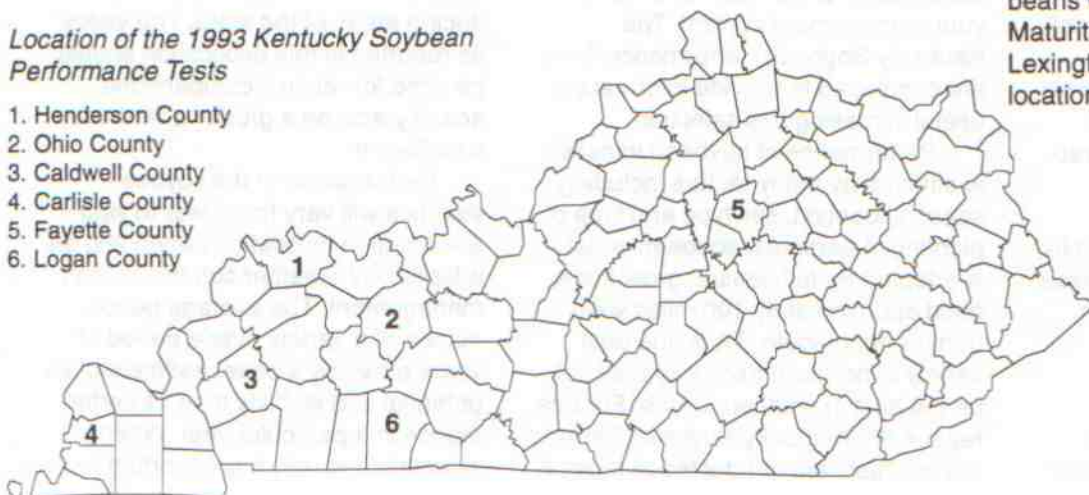 Location of the 1993 Kentucky Soybean
Performance Tests
1. Henderson County
2. Ohio County
3. Caldwell County
4. Carlisle County
5. Fayette County
6. Logan County
1
2
3
4
5
6
beans
Maturit
Lexingt
location